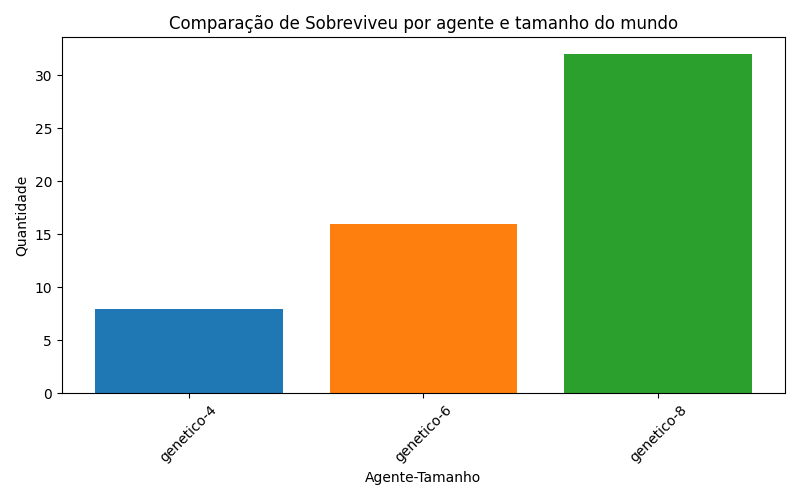 Comparação de Sobreviveu por agente e tamanho do mundo
Quantidade
30
25
20
15
10
5
0
genetico-4
genetico-6
genetico-8
Agente-Tamanho